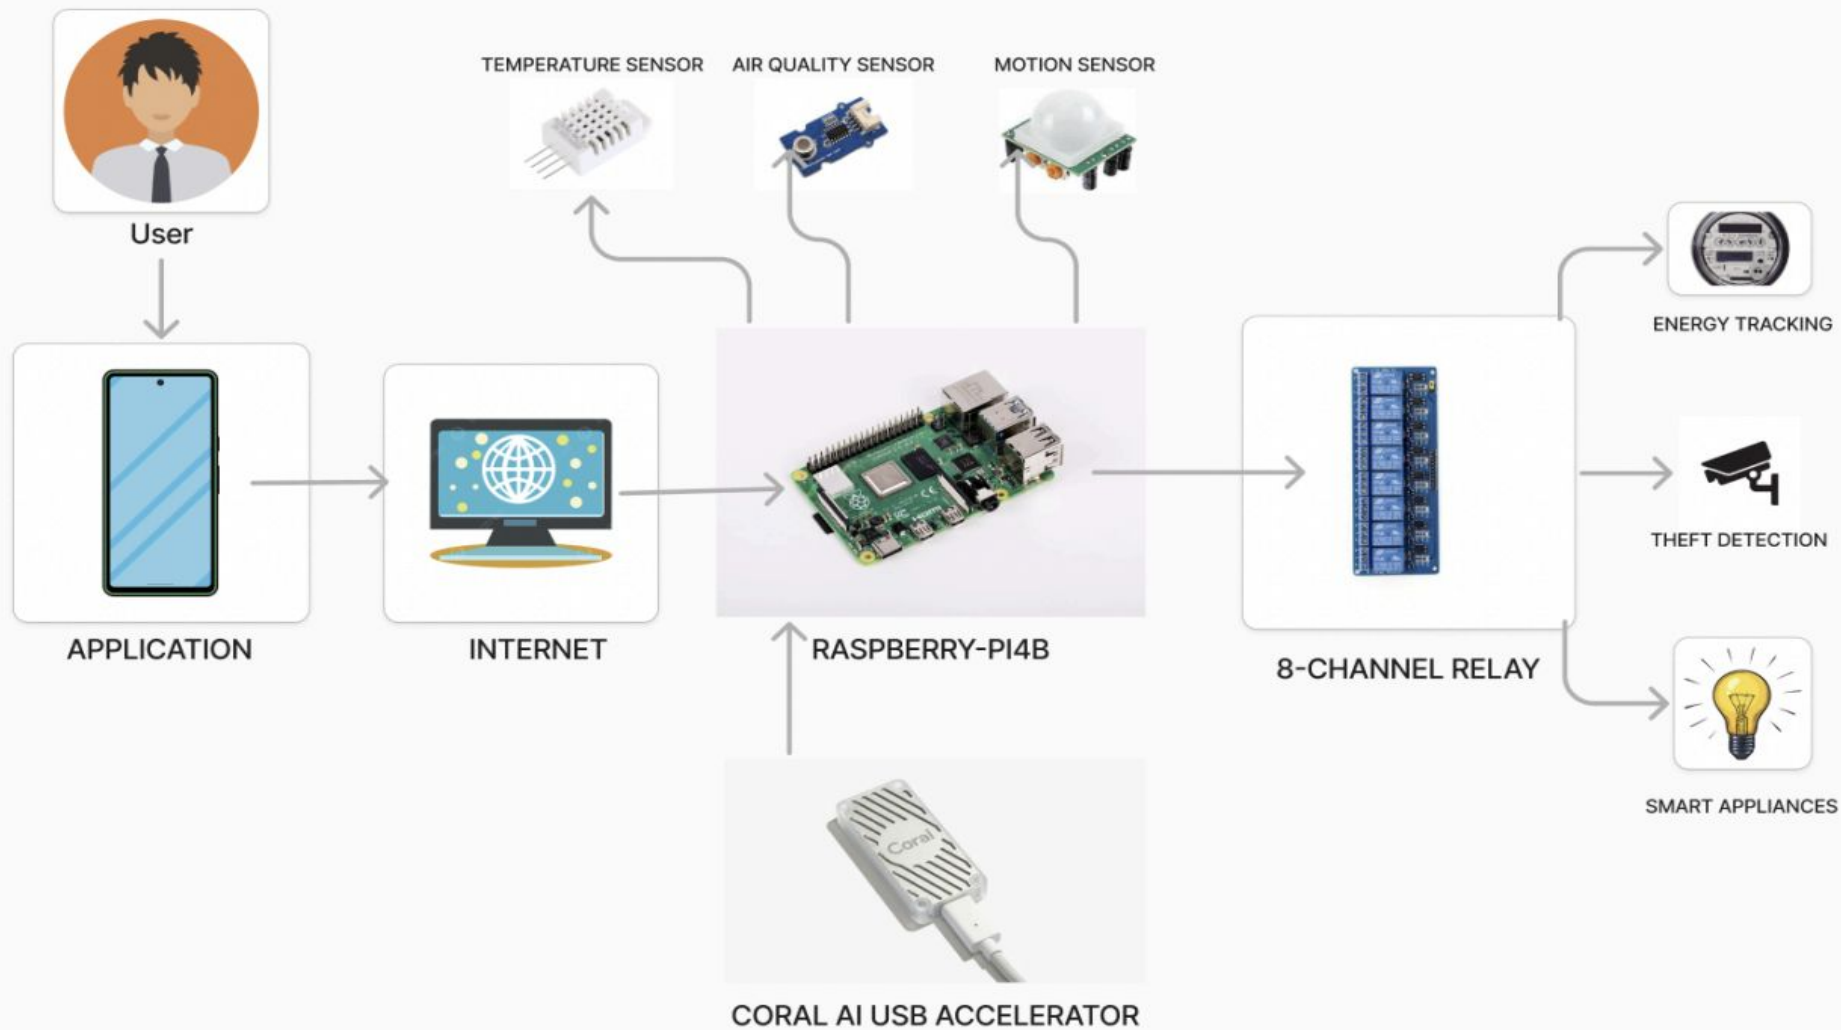 TEMPERATURE SENSOR
AIR QUALITY SENSOR
MOTION SENSOR
User
ENERGY TRACKING
THEFT DETECTION
APPLICATION
INTERNET
RASPBERRY-PI4B
8-CHANNEL RELAY
SMART APPLIANCES
Coral
CORAL AI USB ACCELERATOR